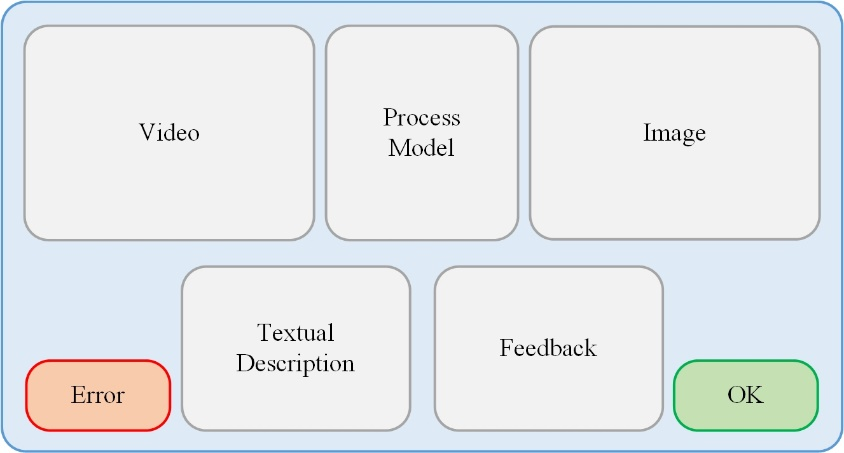 Video
Process
Model
Image
Textual
Description
Feedback
Error
OK